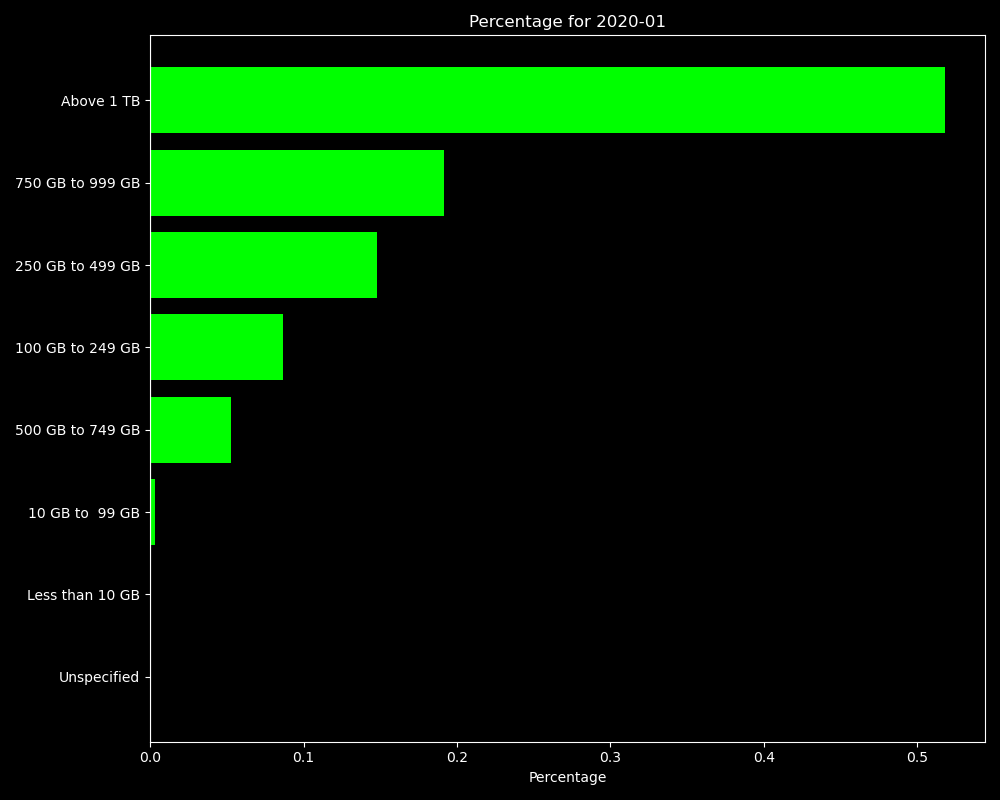 Percentage for 2020-01
Above 1 TB
750 GB to 999 GB
250 GB to 499 GB
100 GB to 249 GB
500 GB to 749 GB
10 GB to  99 GB
Less than 10 GB
Unspecified
0.0 0.1 0.2 0.3 0.4 0.5
Percentage